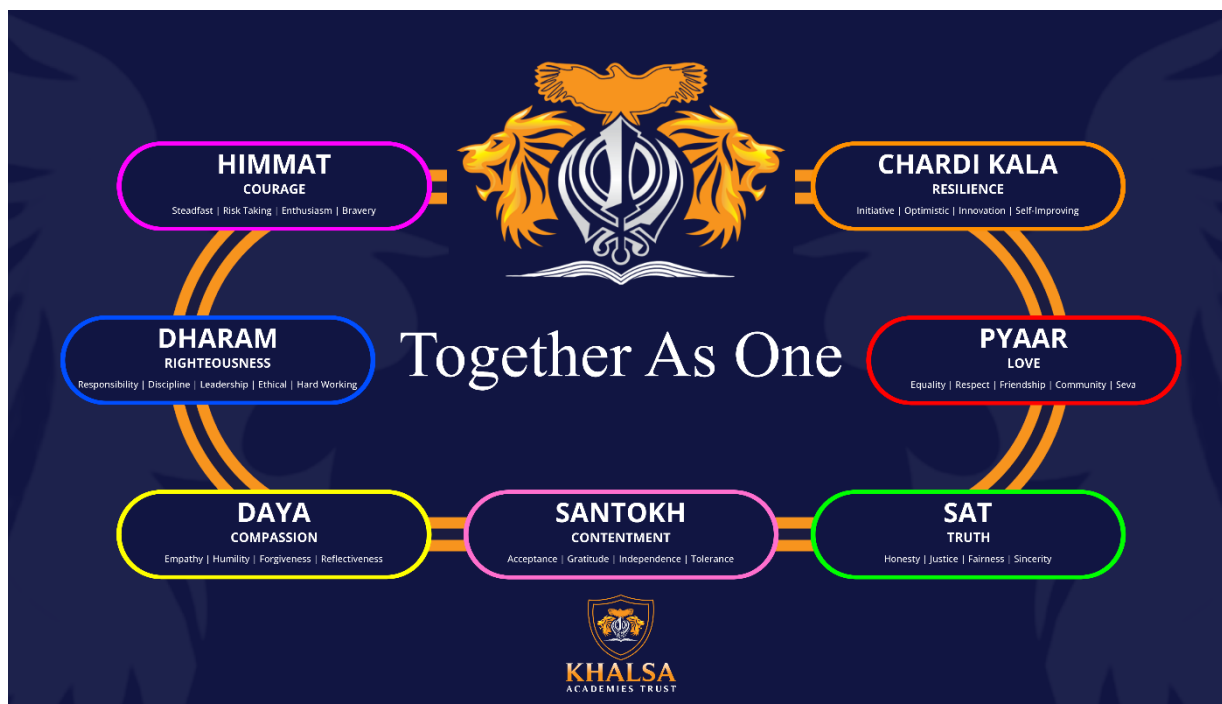 HIMMAT
COURAGE
Steadfast | Risk Taking | Enthusiasm | Bravery
CHARDI KALA
RESILIENCE
Initiative | Optimistic | Innovation | Self-Improving
DHARAM
RIGHTEOUSNESS
Responsibility | Discipline | Leadership | Ethical | Hard Working
Together As One
PYAAR
LOVE
Equality | Respect | Friendship | Community | Seva
DAYA
COMPASSION
Empathy | Humility | Forgiveness | Reflectiveness
SANTOKH
CONTENTMENT
Acceptance | Gratitude | Independence | Tolerance
SAT
TRUTH
Honesty | Justice | Fairness | Sincerity
KHALSA
ACADEMIES TRUST